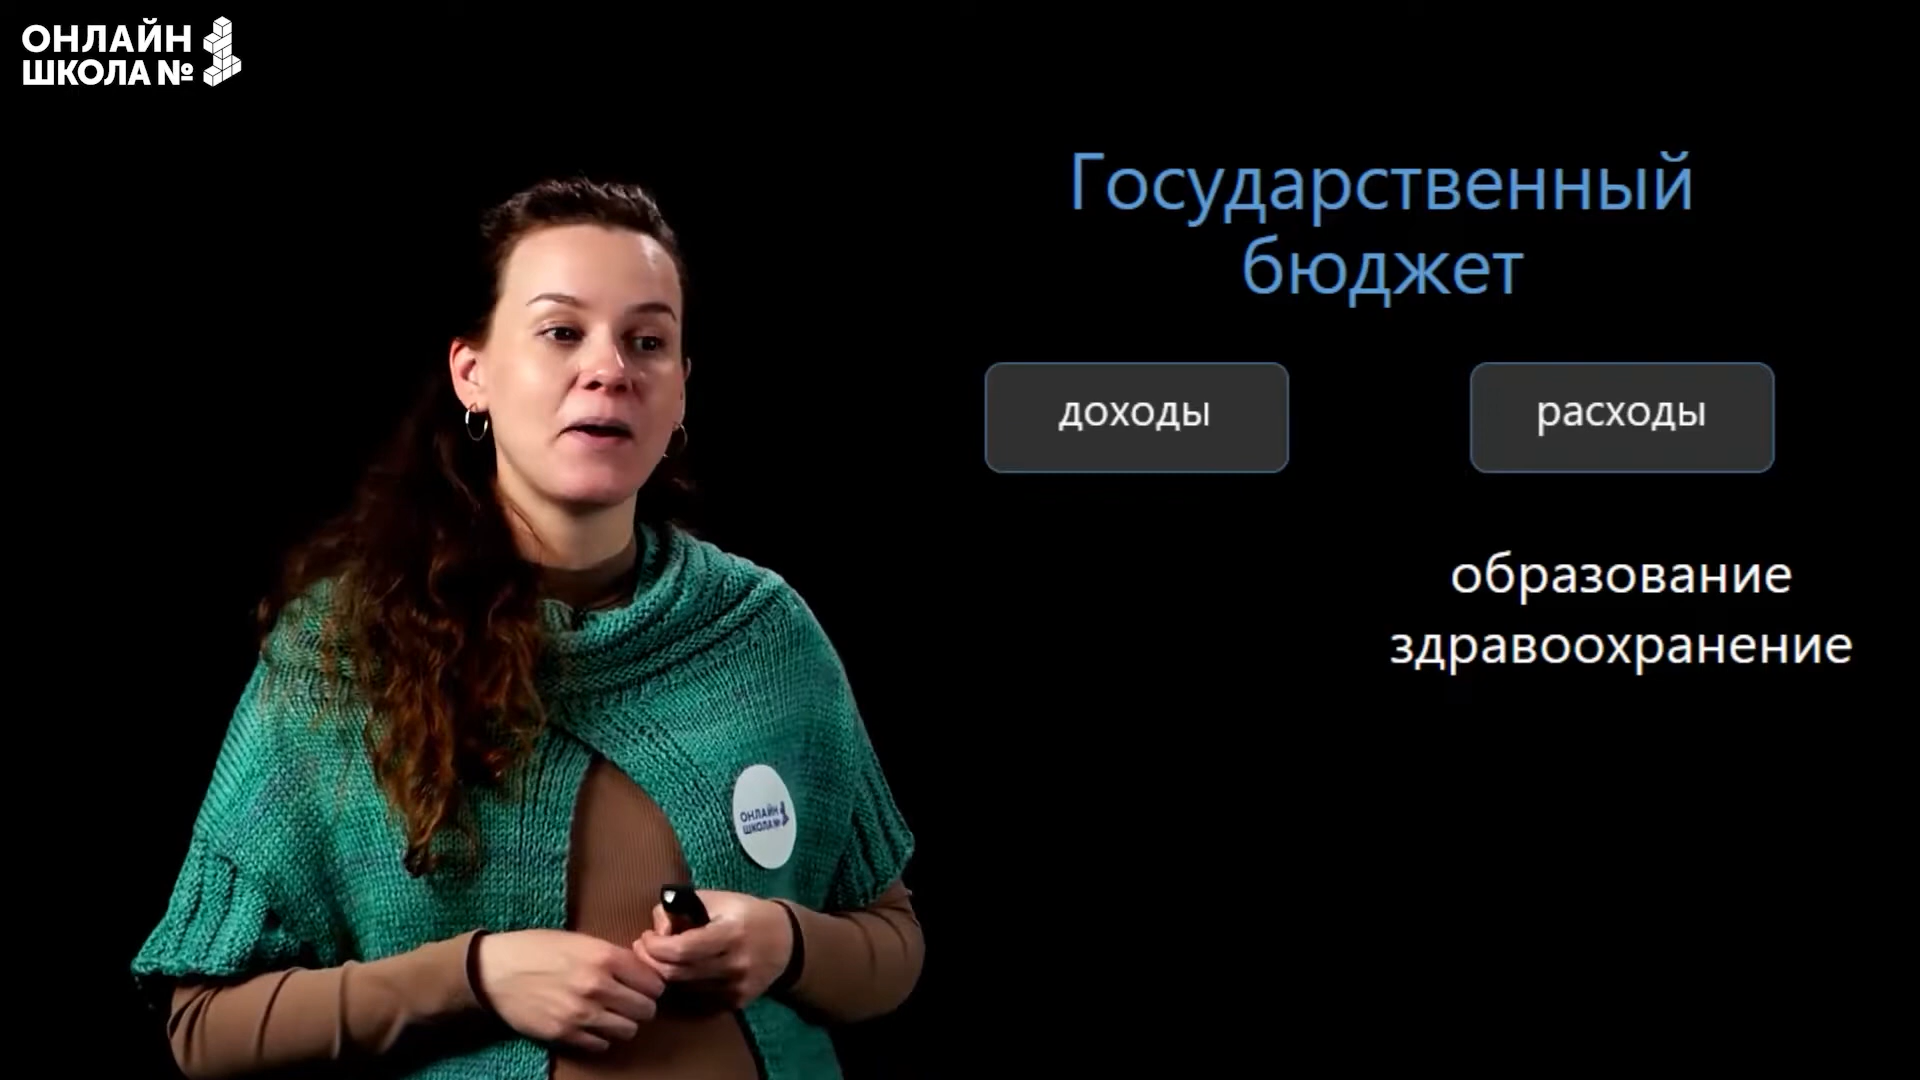 ОНЛАЙН
ШКОЛА №
Государственный
бюджет
доходы
расходы
образование
здравоохранение
ОНЛАЙН
ШКОЛА №